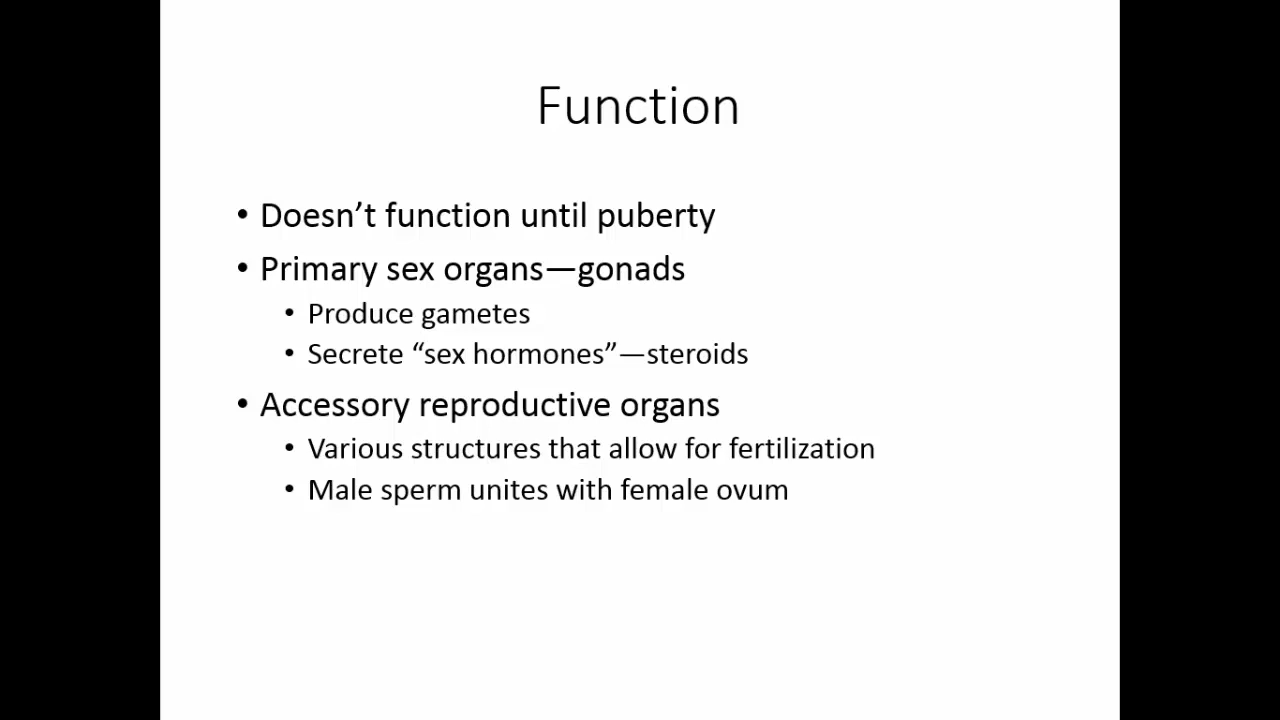 Function
• Doesn’t function until puberty
• Primary sex organs—gonads
• Produce gametes
• Secrete “sex hormones”—steroids
• Accessory reproductive organs
• Various structures that allow for fertilization
• Male sperm unites with female ovum